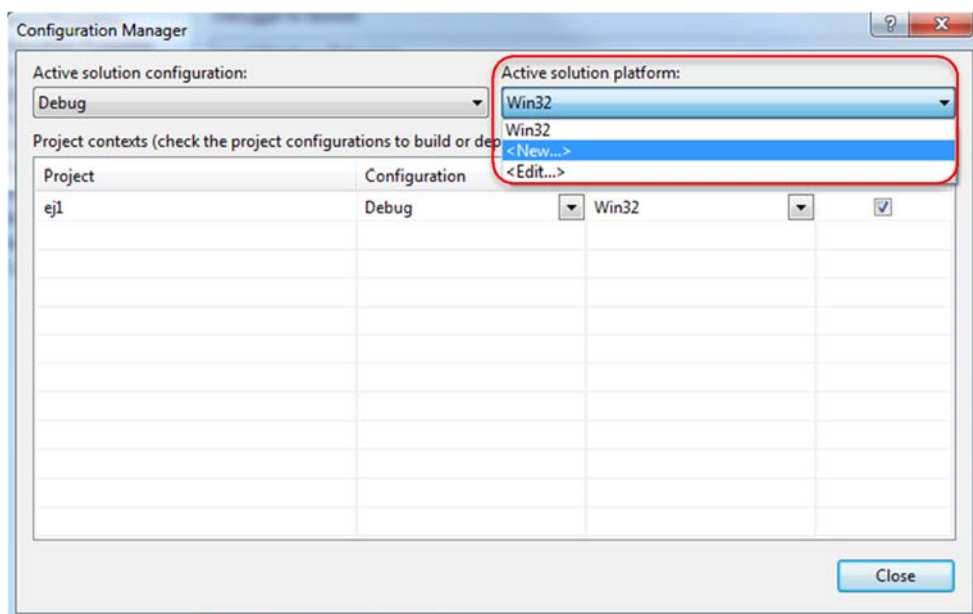 Configuration Manager
Active solution configuration:
Active solution platform:
Debug
Win32
Win32
<New...>
<Edit...>
Project contexts (check the project configurations to build or dep
Project
Configuration
ej1
Debug
Win32
Close